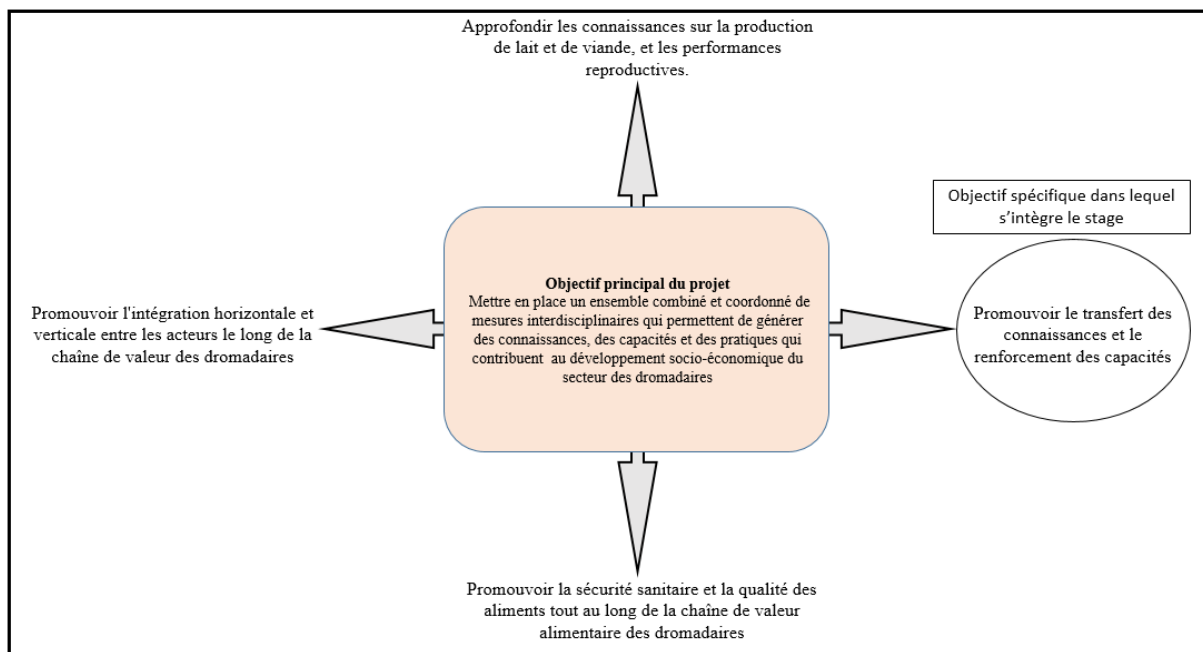 Approfondir les connaissances sur la production
de lait et de viande, et les performances
reproductives.
Objectif spécifique dans lequel
s'intègre le stage
Objectif principal du projet
Mettre en place un ensemble combiné et coordonné de
mesures interdisciplinaires qui permettent de générer
des connaissances, des capacités et des pratiques qui
contribuent au développement socio-économique du
secteur des dromadaires
Promouvoir l'intégration horizontale et
verticale entre les acteurs le long de la
chaîne de valeur des dromadaires
Promouvoir le transfert des
connaissances et le
renforcement des capacités
Promouvoir la sécurité sanitaire et la qualité des
aliments tout au long de la chaîne de valeur
alimentaire des dromadaires